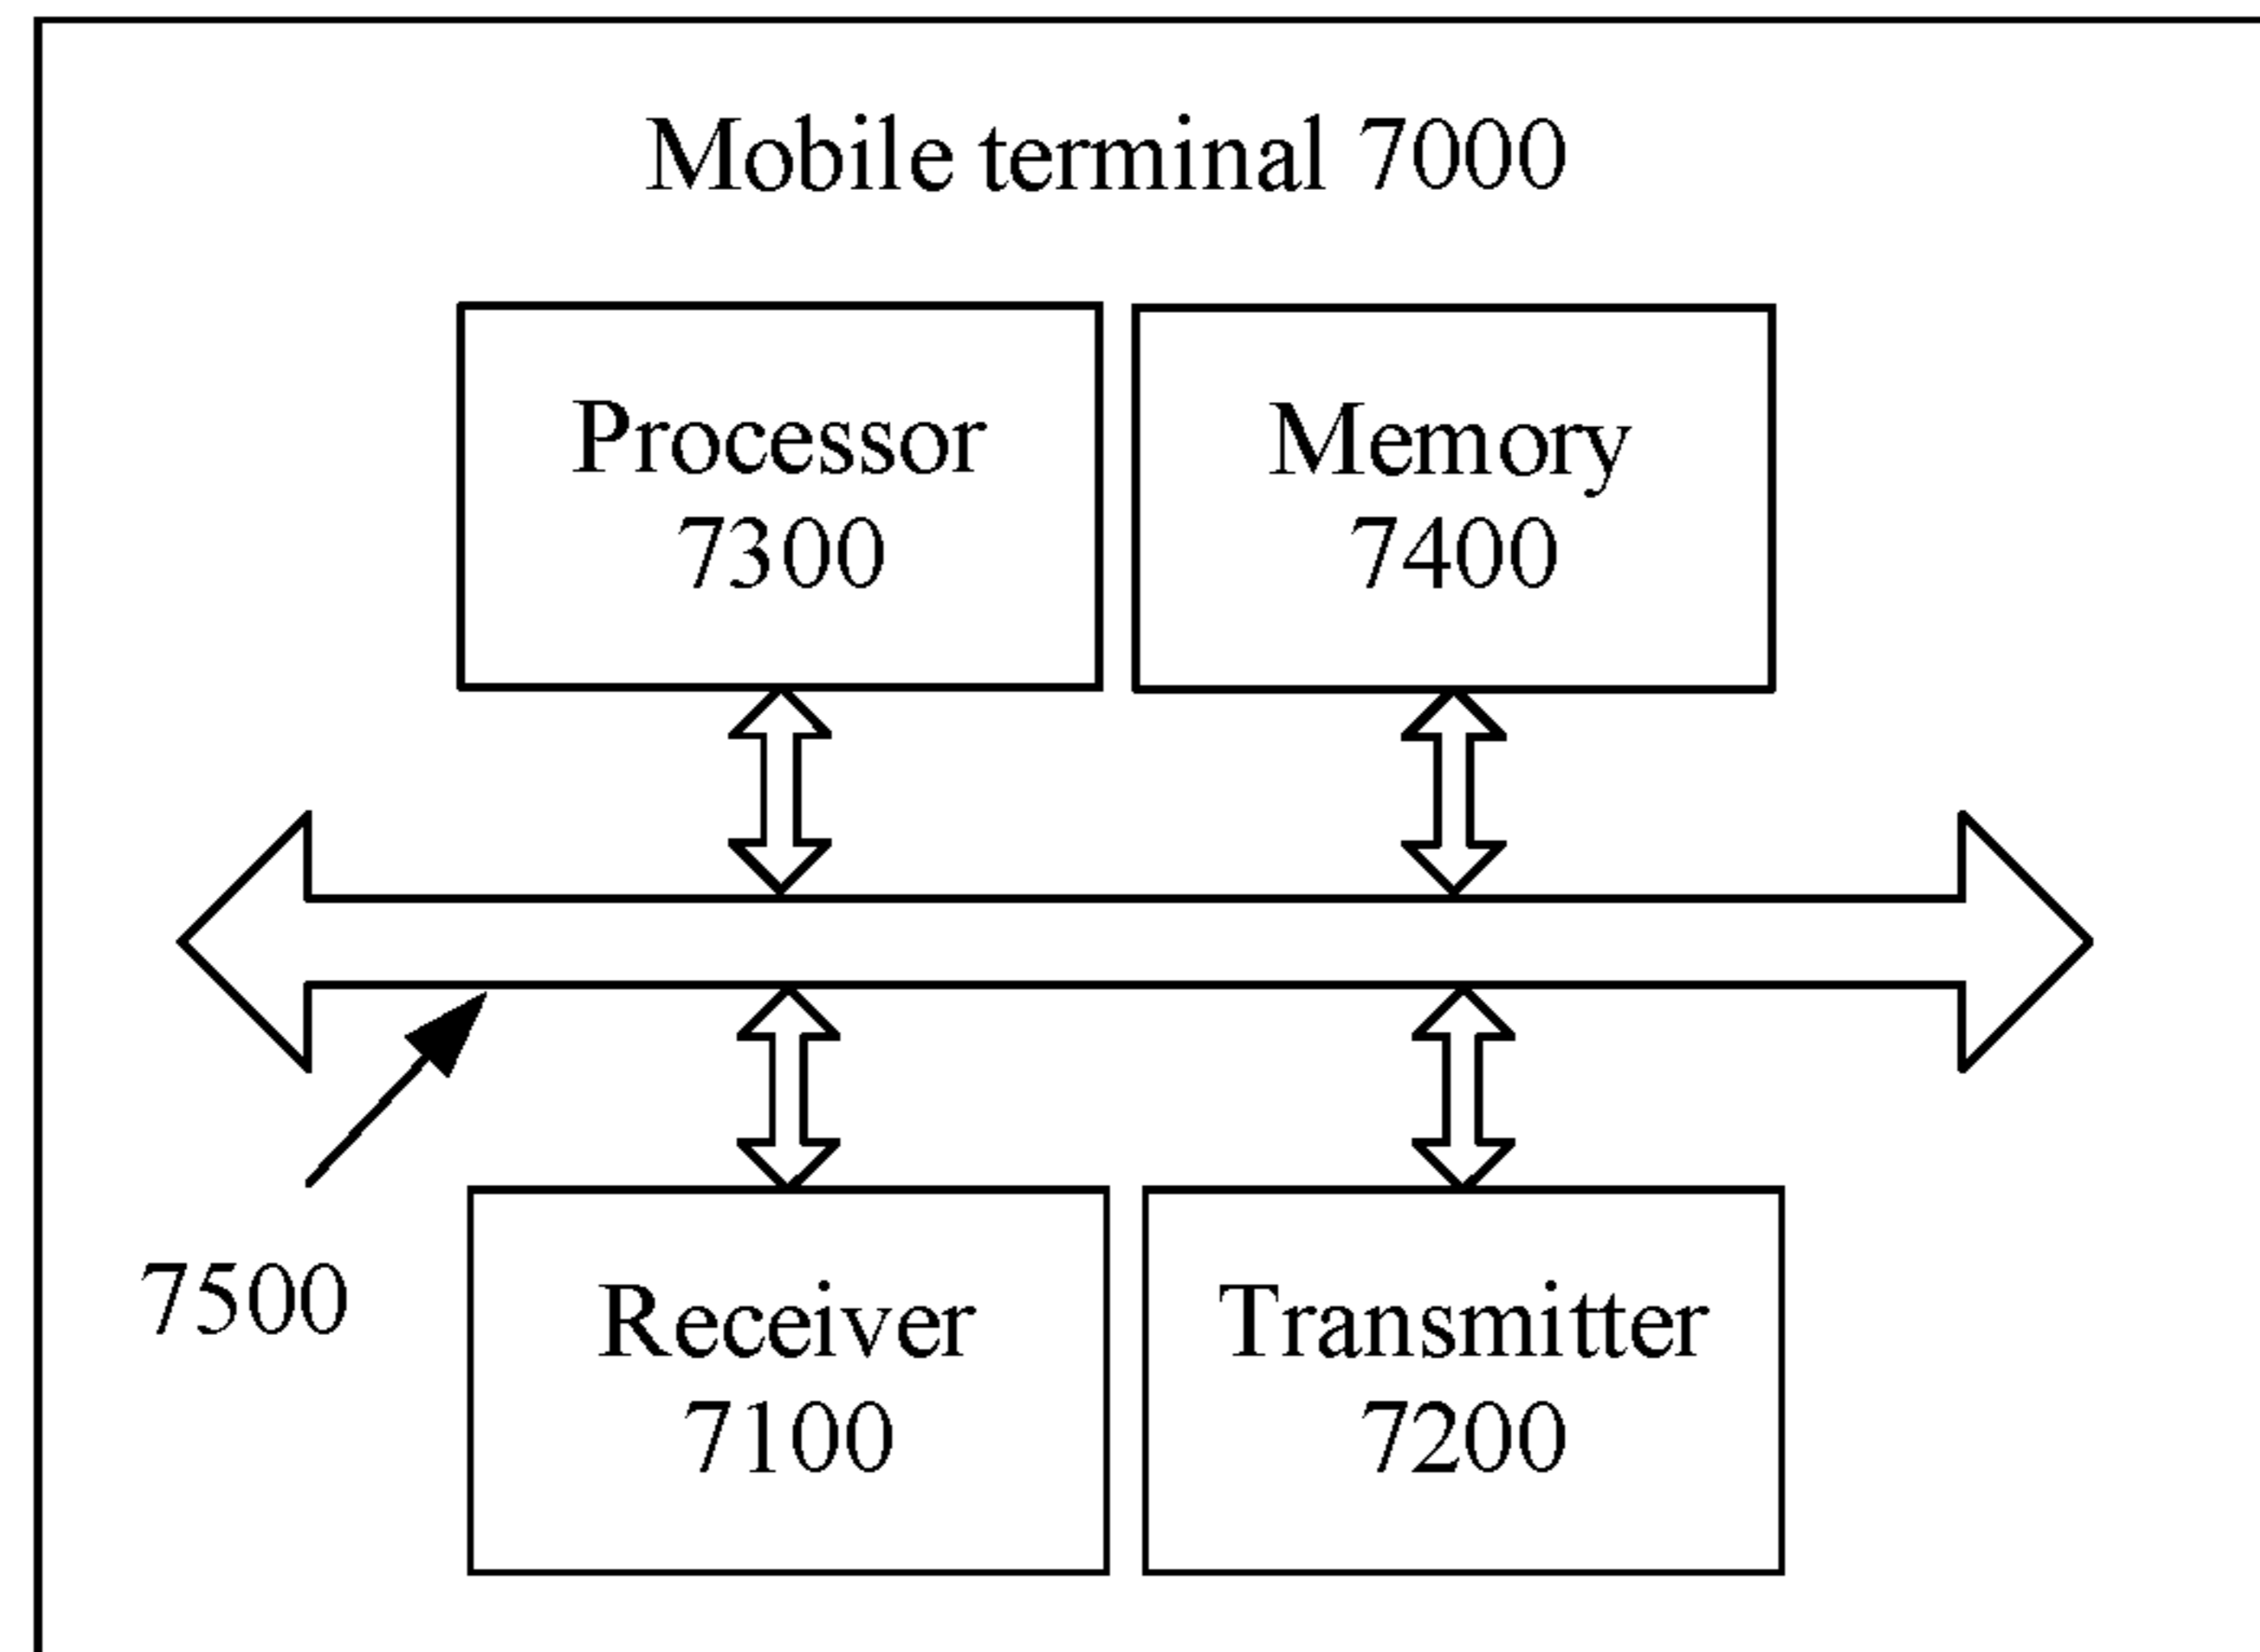 Mobile terminal 7000
Processor
7300
Memory
7400
7500
Receiver
7100
Transmitter
7200